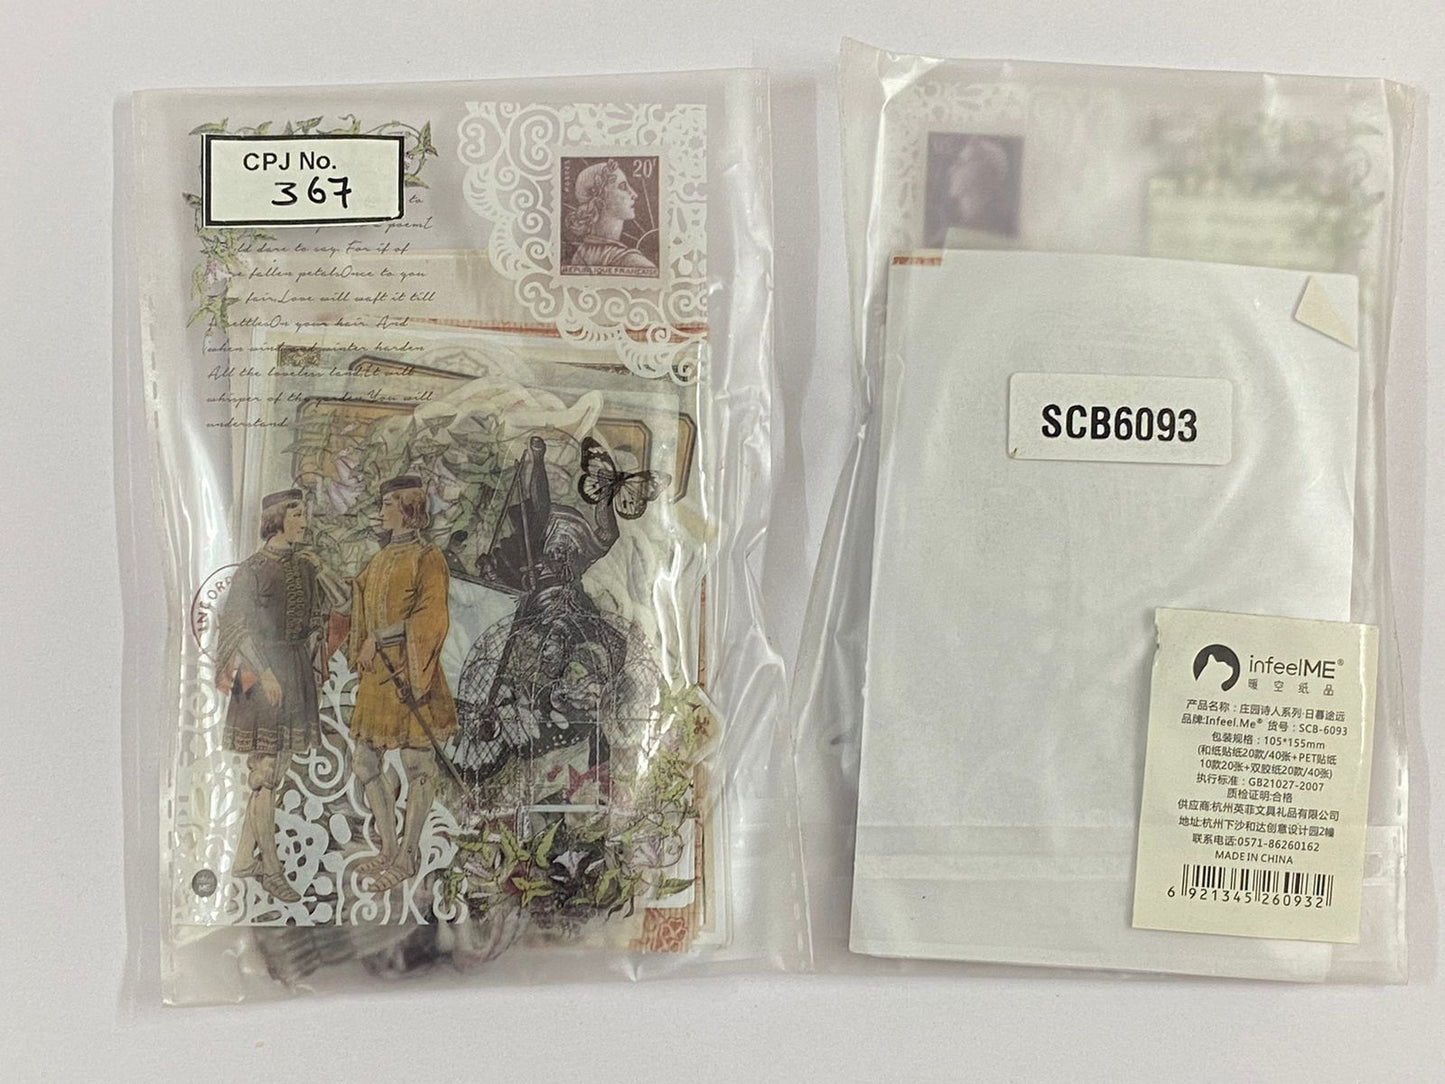 CPJ No.
367
to
poem I
ld dare to say. For if of
fallen petals Once to you
fair, Love will waft it till
settles On your hair. And
when wind and winter harden
All the loveless land It will
whisper of the garden You will
understand
POSTES
20f
REPUBLIQUE FRANÇAISE
SCB6093
infeelME®
暖空纸品
产品名称：庄园诗人系列·日暮途远
品牌:Infeel.Me® 货号：SCB-6093
包装规格：105*155mm
(和纸贴纸20款/40张+PET贴纸
10款20张+双胶纸20款/40张)
执行标准：GB21027-2007
质检证明:合格
供应商:杭州英菲文具礼品有限公司
地址:杭州下沙和达创意设计园2幢
联系电话:0571-86260162
MADE IN CHINA
6 921345 260932